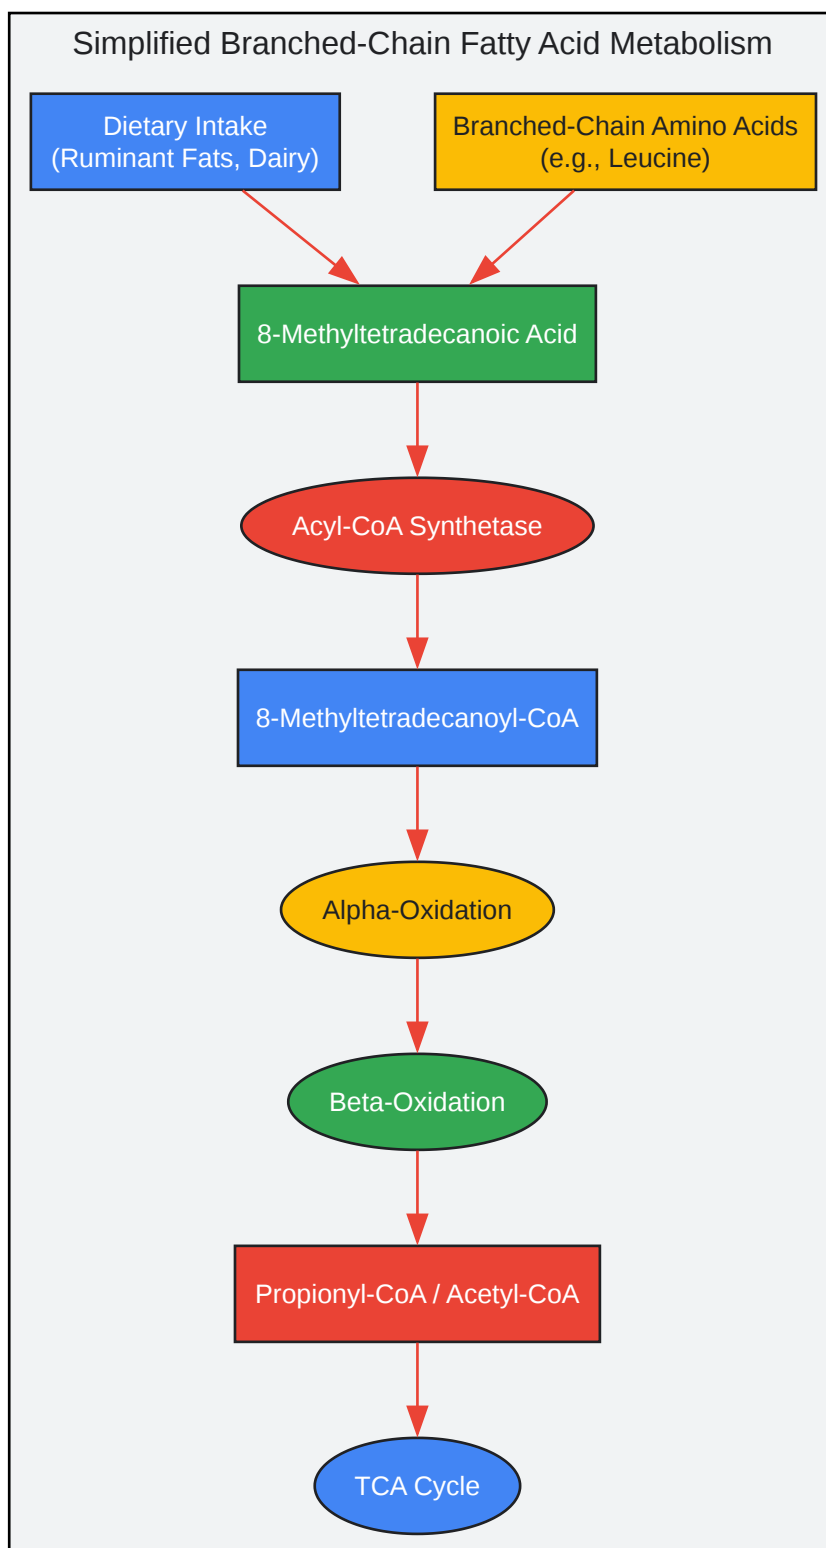 Simplified Branched-Chain Fatty Acid Metabolism
Dietary Intake
(Ruminant Fats, Dairy)
Branched-Chain Amino Acids
(e.g., Leucine)
8-Methyltetradecanoic Acid
Acyl-CoA Synthetase
8-Methyltetradecanoyl-CoA
Alpha-Oxidation
Beta-Oxidation
Propionyl-CoA / Acetyl-CoA
TCA Cycle